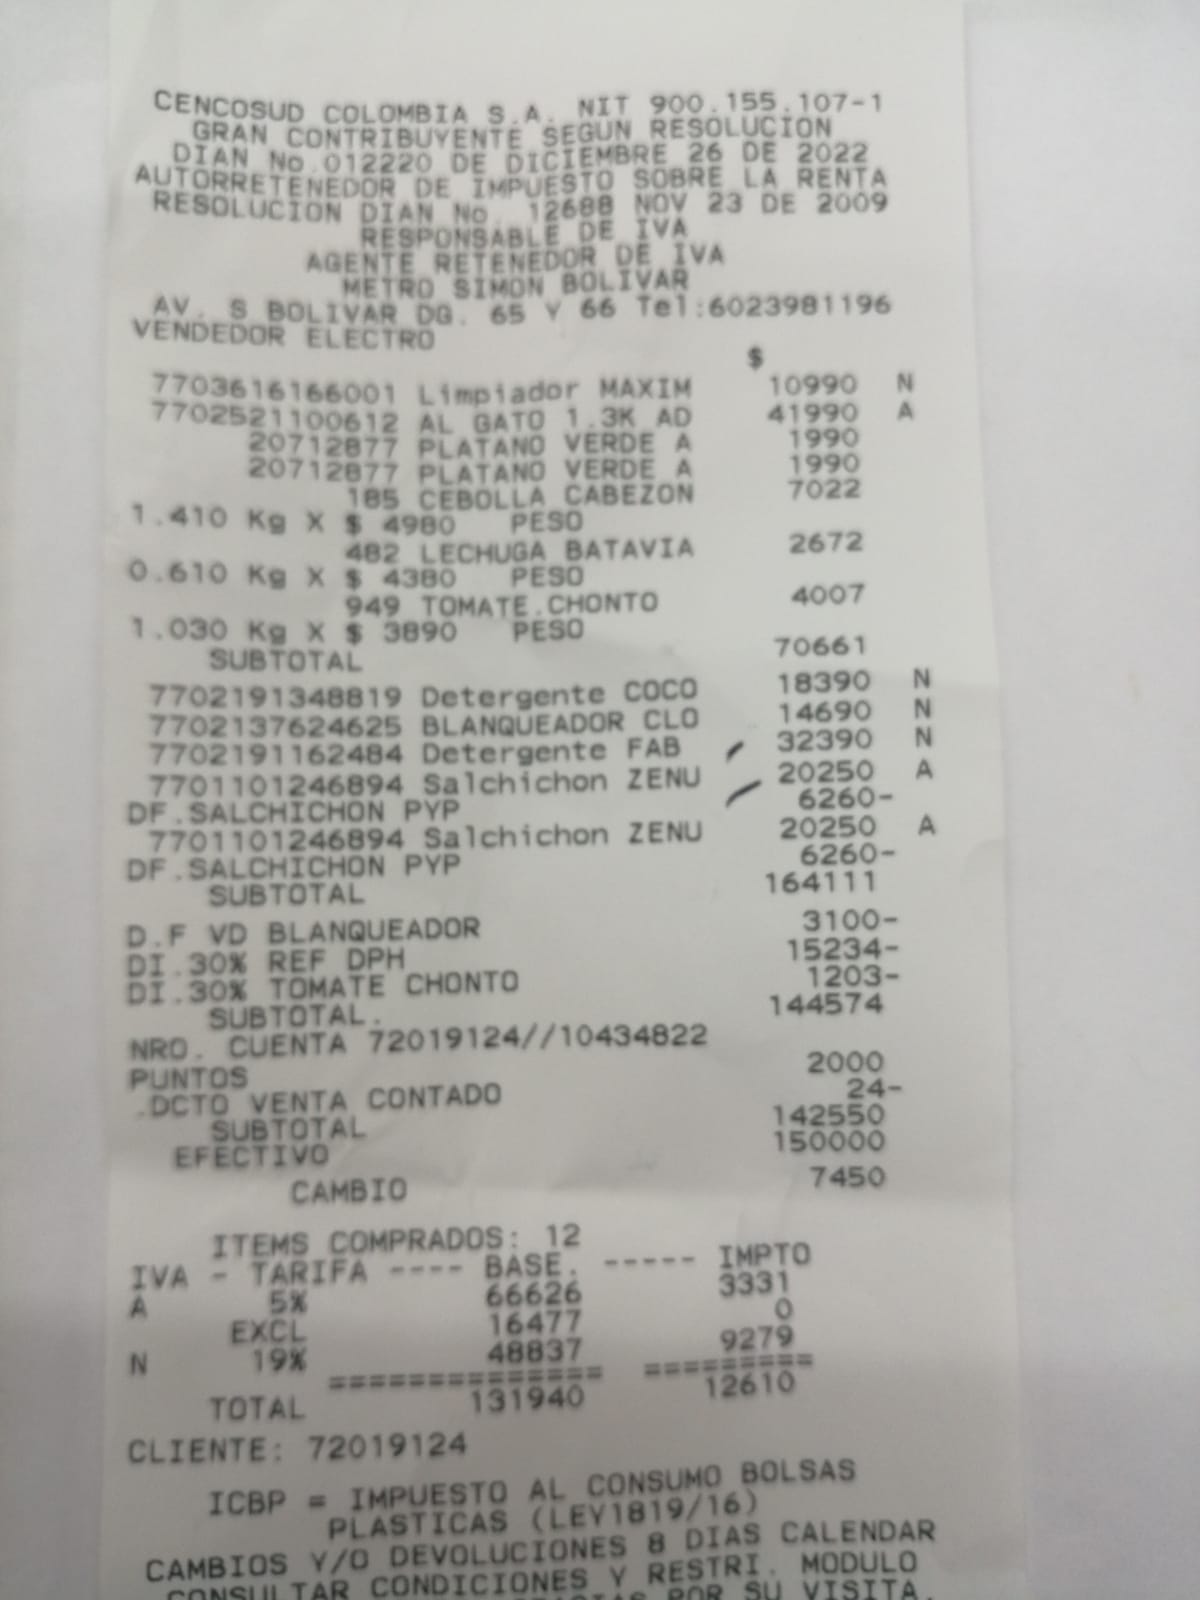 CENCOSUD COLOMBIA S.A. NIT 900.155.107-1
GRAN CONTRIBUYENTE SEGUN RESOLUCION
DIAN No.012220 DE DICIEMBRE 26 DE 2022
AUTORRETENEDOR DE IMPUESTO SOBRE LA RENTA
RESOLUCION DIAN No. 12688 NOV 23 DE 2009
RESPONSABLE DE IVA
AGENTE RETENEDOR DE IVA
METRO SIMON BOLIVAR
AV. S BOLIVAR DG. 65 Y 66 Tel:6023981196
VENDEDOR ELECTRO
$
7703616166001 Limpiador MAXIM 10990 N
7702521100612 AL GATO 1.3K AD 41990 A
20712877 PLATANO VERDE A 1990
20712877 PLATANO VERDE A 1990
185 CEBOLLA CABEZON 7022
1.410 Kg X $ 4980 PESO
482 LECHUGA BATAVIA 2672
0.610 Kg X $ 4380 PESO
949 TOMATE.CHONTO 4007
1.030 Kg X $ 3890 PESO
SUBTOTAL 70661
7702191348819 Detergente COCO 18390 N
7702137624625 BLANQUEADOR CLO 14690 N
7702191162484 Detergente FAB 32390 N
7701101246894 Salchichon ZENU 20250 A
DF.SALCHICHON PYP 6260-
7701101246894 Salchichon ZENU 20250 A
DF.SALCHICHON PYP 6260-
SUBTOTAL 164111
D.F VD BLANQUEADOR 3100-
DI.30% REF DPH 15234-
DI.30% TOMATE CHONTO 1203-
SUBTOTAL. 144574
NRO. CUENTA 72019124//10434822
PUNTOS 2000
.DCTO VENTA CONTADO 24-
SUBTOTAL 142550
EFECTIVO 150000
CAMBIO 7450
ITEMS COMPRADOS: 12
IVA - TARIFA ---- BASE. ----- IMPTO
A 5% 66626 3331
EXCL 16477 0
N 19% 48837 9279
============== =========
TOTAL 131940 12610
CLIENTE: 72019124
ICBP = IMPUESTO AL CONSUMO BOLSAS
PLASTICAS (LEY1819/16)
CAMBIOS Y/O DEVOLUCIONES 8 DIAS CALENDAR
CONSULTAR CONDICIONES Y RESTRI. MODULO
POR SU VISITA.